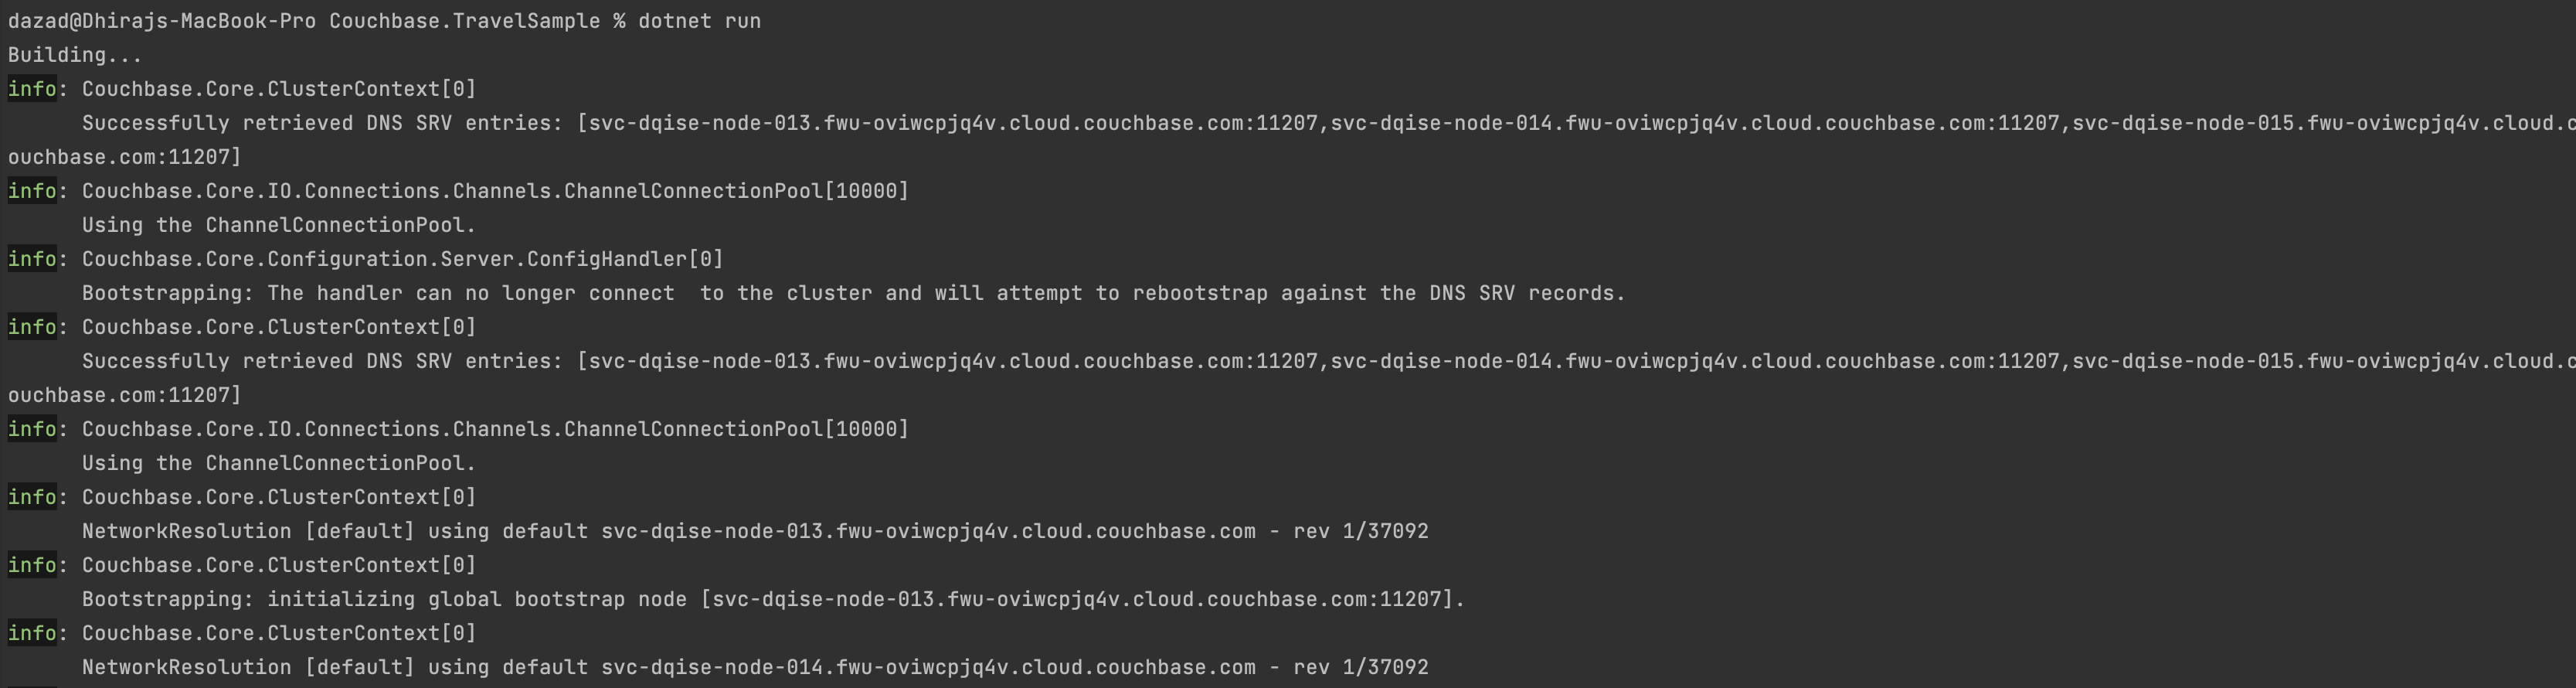 dazad@Dhirajs-MacBook-Pro Couchbase.TravelSample % dotnet run
Building...
info: Couchbase.Core.ClusterContext[0]
      Successfully retrieved DNS SRV entries: [svc-dqise-node-013.fwu-oviwcpjq4v.cloud.couchbase.com:11207,svc-dqise-node-014.fwu-oviwcpjq4v.cloud.couchbase.com:11207,svc-dqise-node-015.fwu-oviwcpjq4v.cloud.c
ouchbase.com:11207]
info: Couchbase.Core.IO.Connections.Channels.ChannelConnectionPool[10000]
      Using the ChannelConnectionPool.
info: Couchbase.Core.Configuration.Server.ConfigHandler[0]
      Bootstrapping: The handler can no longer connect  to the cluster and will attempt to rebootstrap against the DNS SRV records.
info: Couchbase.Core.ClusterContext[0]
      Successfully retrieved DNS SRV entries: [svc-dqise-node-013.fwu-oviwcpjq4v.cloud.couchbase.com:11207,svc-dqise-node-014.fwu-oviwcpjq4v.cloud.couchbase.com:11207,svc-dqise-node-015.fwu-oviwcpjq4v.cloud.c
ouchbase.com:11207]
info: Couchbase.Core.IO.Connections.Channels.ChannelConnectionPool[10000]
      Using the ChannelConnectionPool.
info: Couchbase.Core.ClusterContext[0]
      NetworkResolution [default] using default svc-dqise-node-013.fwu-oviwcpjq4v.cloud.couchbase.com - rev 1/37092
info: Couchbase.Core.ClusterContext[0]
      Bootstrapping: initializing global bootstrap node [svc-dqise-node-013.fwu-oviwcpjq4v.cloud.couchbase.com:11207].
info: Couchbase.Core.ClusterContext[0]
      NetworkResolution [default] using default svc-dqise-node-014.fwu-oviwcpjq4v.cloud.couchbase.com - rev 1/37092